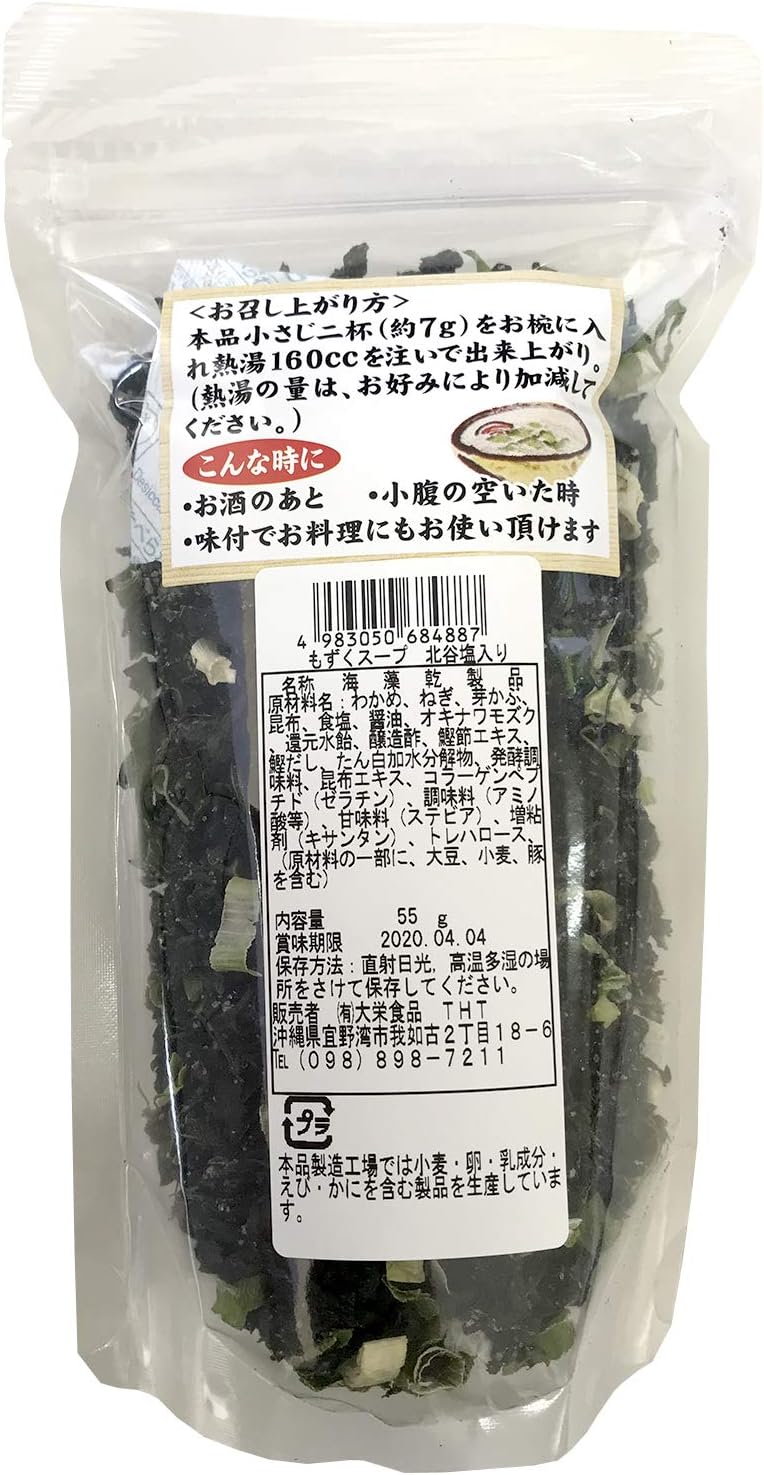 <お召し上がり方>
本品小さじ二杯(約7g)をお椀に入
れ熱湯160ccを注いで出来上がり。
(熱湯の量は、お好みにより加減して
ください。)
こんな時に
・お酒のあと ・小腹の空いた時
・味付でお料理にもお使い頂けます
4 983050 684887
もずくスープ 北谷塩入り
名称 海藻乾製品
原材料名：わかめ、ねぎ、芽かぶ、
昆布、食塩、醤油、オキナワモズク
、還元水飴、醸造酢、鰹節エキス、
鰹だし、たん白加水分解物、発酵調
味料、昆布エキス、コラーゲンペプ
チド（ゼラチン）、調味料（アミノ
酸等）、甘味料（ステビア）、増粘
剤（キサンタン）、トレハロース、
（原材料の一部に、大豆、小麦、豚
を含む）
内容量 55 g
賞味期限 2020.04.04
保存方法：直射日光，高温多湿の場
所をさけて保存してください。
販売者 ㈲大栄食品 THT
沖縄県宜野湾市我如古2丁目18-6
℡(098)898-7211
プラ
本品製造工場では小麦・卵・乳成分・
えび・かにを含む製品を生産していま
す。